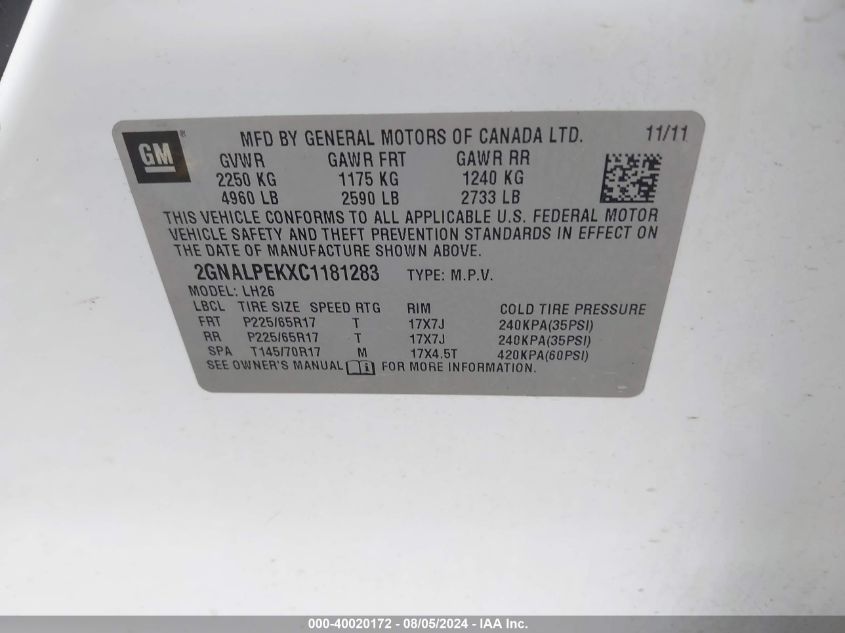 GM ®
MFD BY GENERAL MOTORS OF CANADA LTD. 11/11
GVWR GAWR FRT GAWR RR
2250 KG 1175 KG 1240 KG
4960 LB 2590 LB 2733 LB
THIS VEHICLE CONFORMS TO ALL APPLICABLE U.S. FEDERAL MOTOR
VEHICLE SAFETY AND THEFT PREVENTION STANDARDS IN EFFECT ON
THE DATE OF MANUFACTURE SHOWN ABOVE.
2GNALPEKXC1181283 TYPE: M.P.V.
MODEL: LH26
LBCL TIRE SIZE SPEED RTG RIM COLD TIRE PRESSURE
FRT P225/65R17 T 17X7J 240KPA(35PSI)
RR P225/65R17 T 17X7J 240KPA(35PSI)
SPA T145/70R17 M 17X4.5T 420KPA(60PSI)
SEE OWNER'S MANUAL FOR MORE INFORMATION.
000-40020172 - 08/05/2024 - IAA Inc.